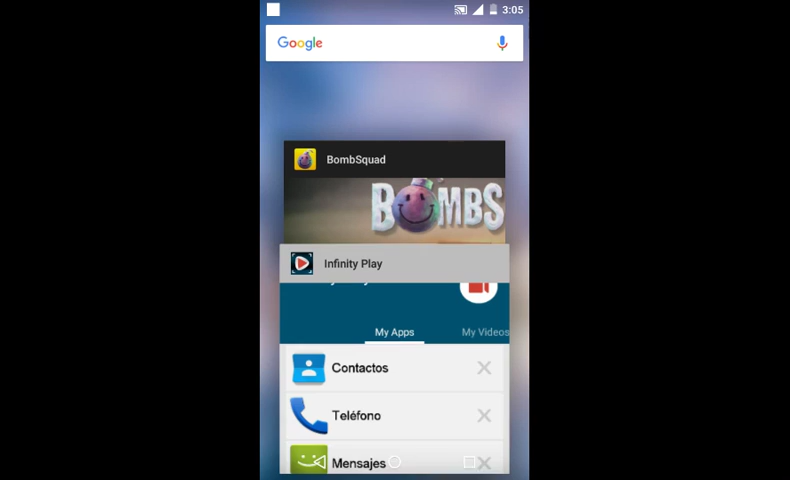 3:05
Google
BombSquad
BOMBS
Infinity Play
My Apps
My Videos
Contactos
Teléfono
Mensajes